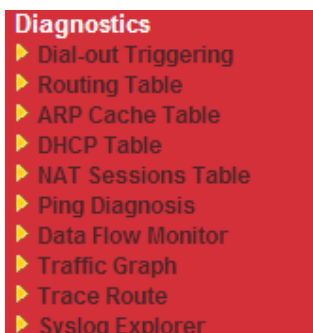 Diagnostics
Dial-out Triggering
Routing Table
ARP Cache Table
DHCP Table
NAT Sessions Table
Ping Diagnosis
Data Flow Monitor
Traffic Graph
Trace Route
Syslog Explorer